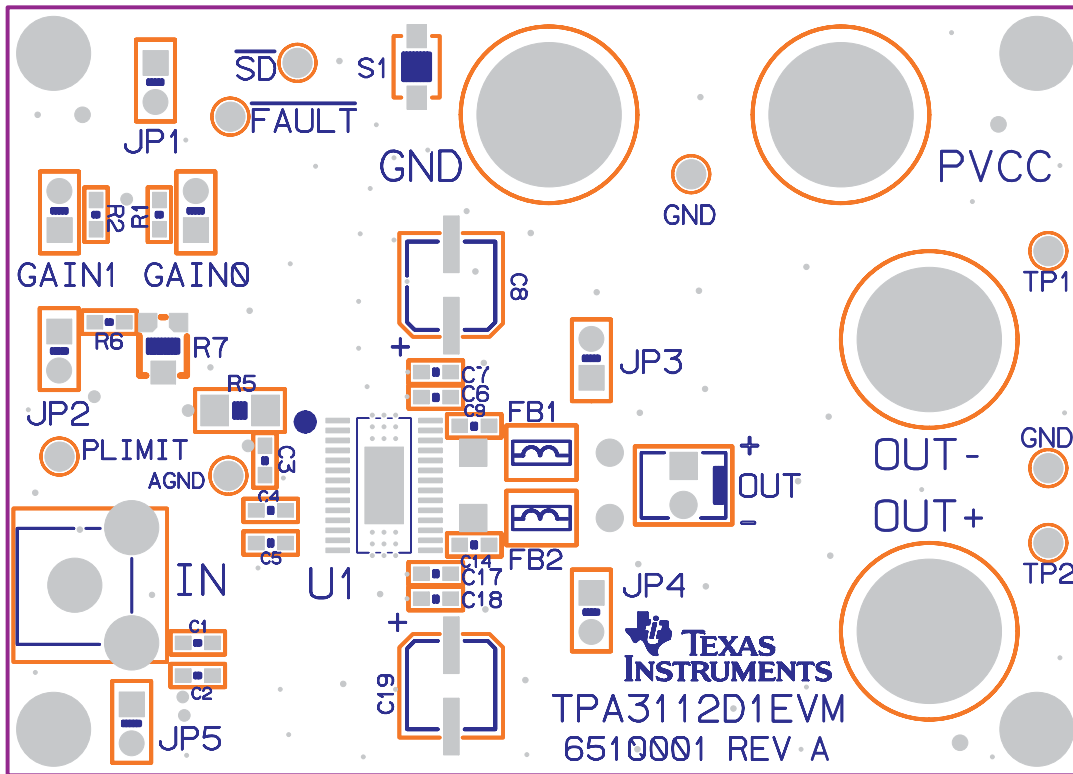 SD
S1
FAULT
JP1
GND
PVCC
GND
R2
R1
GAIN1
GAIN0
TP1
C8
R6
R7
+
JP3
JP2
R5
C7
C6
C9
FB1
PLIMIT
C3
AGND
GND
OUT-
+
OUT
-
C4
OUT+
C5
C14
FB2
TP2
IN
U1
C17
C18
JP4
+
C1
TEXAS
INSTRUMENTS
C2
C19
TPA3112D1EVM
JP5
6510001 REV A